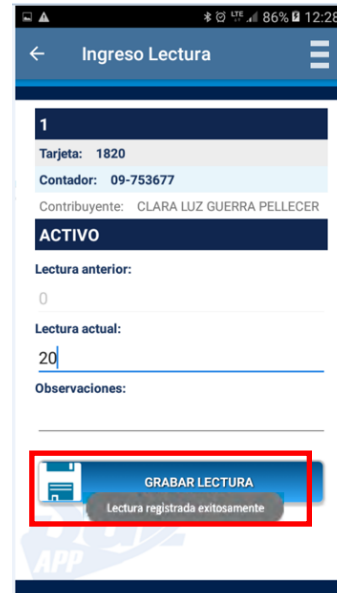 LTE 86% 12:28
Ingreso Lectura
1
Tarjeta: 1820
Contador: 09-753677
Contribuyente: CLARA LUZ GUERRA PELLECER
ACTIVO
Lectura anterior:
0
Lectura actual:
20
Observaciones:
GRABAR LECTURA
Lectura registrada exitosamente
APP